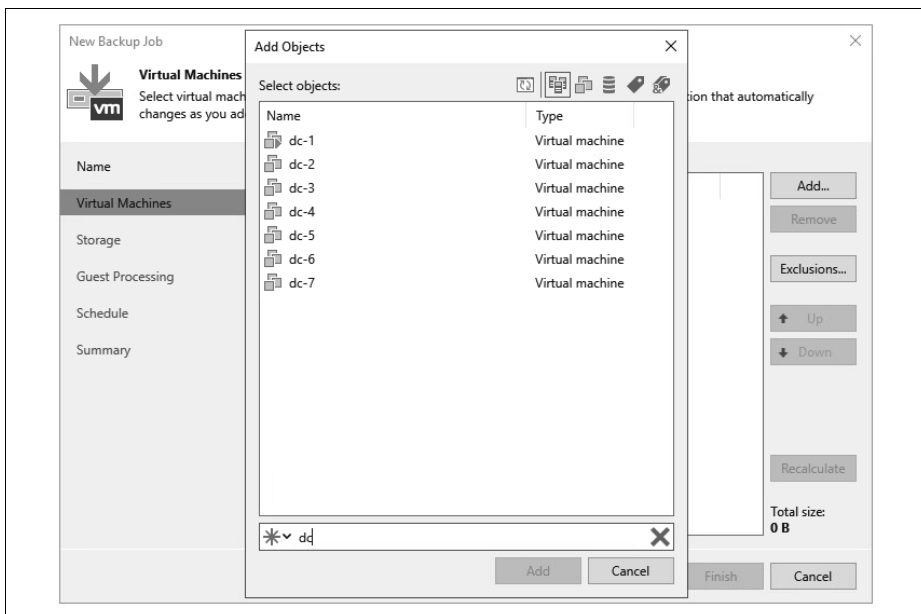 New Backup Job
Add Objects
vm
Virtual Machines
Select virtual mach
changes as you ad
ion that automatically
Select objects:
Name
Virtual Machines
Storage
Guest Processing
Schedule
Summary
Name Type
dc-1 Virtual machine
dc-2 Virtual machine
dc-3 Virtual machine
dc-4 Virtual machine
dc-5 Virtual machine
dc-6 Virtual machine
dc-7 Virtual machine
dc
Add
Cancel
Add...
Remove
Exclusions...
Up
Down
Recalculate
Total size:
0 B
Finish
Cancel